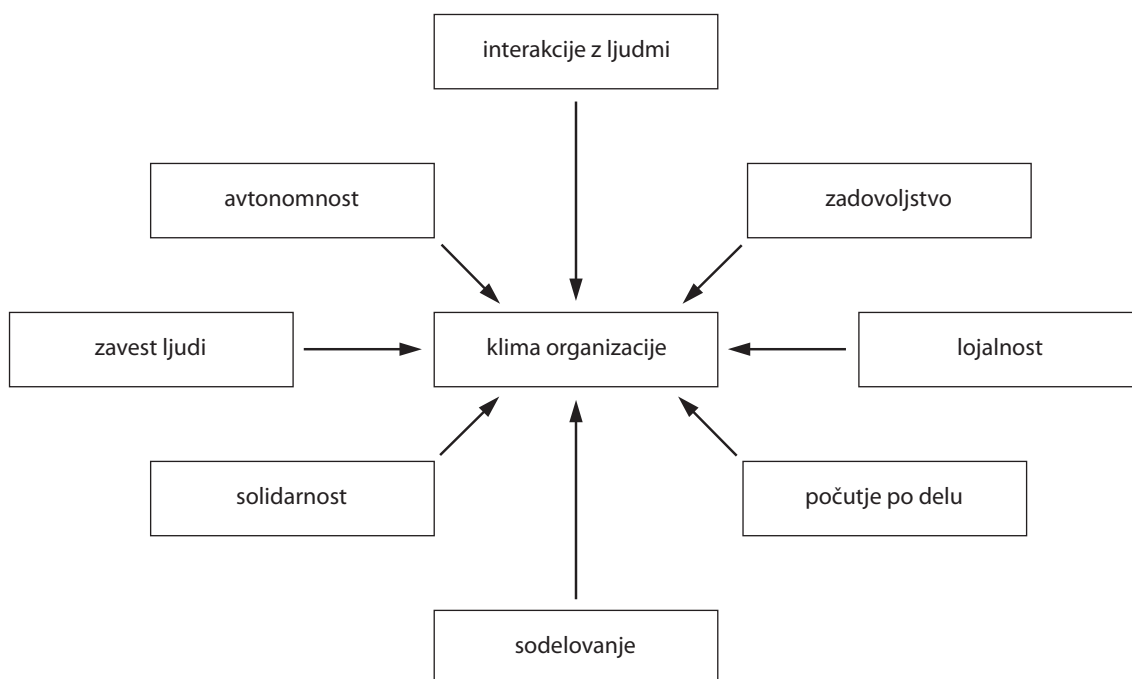 interakcije z ljudmi
avtonomnost
zadovoljstvo
zavest ljudi
klima organizacije
lojalnost
solidarnost
počutje po delu
sodelovanje